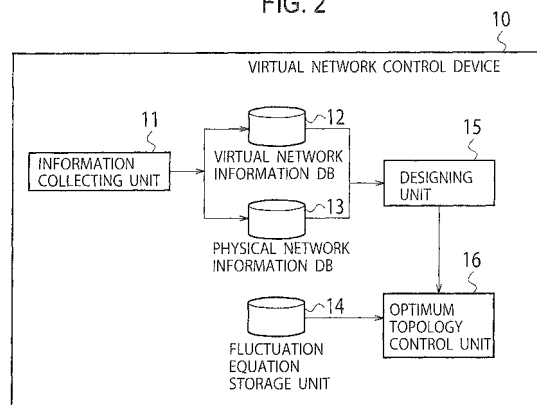 FIG. 2
10
VIRTUAL NETWORK CONTROL DEVICE
11
INFORMATION
COLLECTING UNIT
12
VIRTUAL NETWORK
INFORMATION DB
13
PHYSICAL NETWORK
INFORMATION DB
15
DESIGNING
UNIT
14
FLUCTUATION
EQUATION
STORAGE UNIT
16
OPTIMUM
TOPOLOGY
CONTROL UNIT